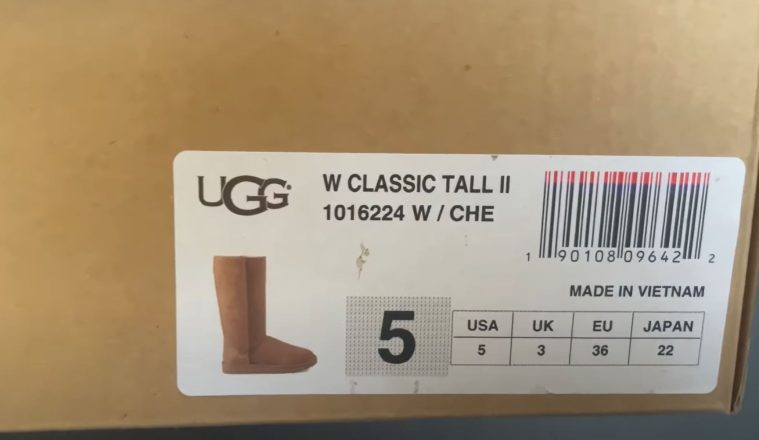 UGG
W CLASSIC TALL II
1016224 W / CHE
1 90108 09642 2
MADE IN VIETNAM
5
USA UK EU JAPAN
5 3 36 22